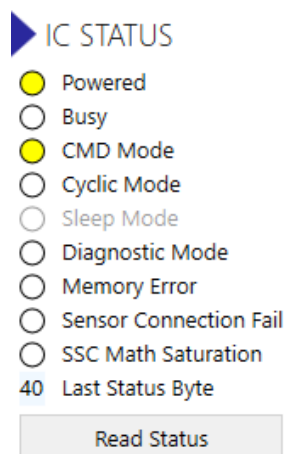 IC STATUS
Powered
Busy
CMD Mode
Cyclic Mode
Sleep Mode
Diagnostic Mode
Memory Error
Sensor Connection Fail
SSC Math Saturation
40 Last Status Byte
Read Status